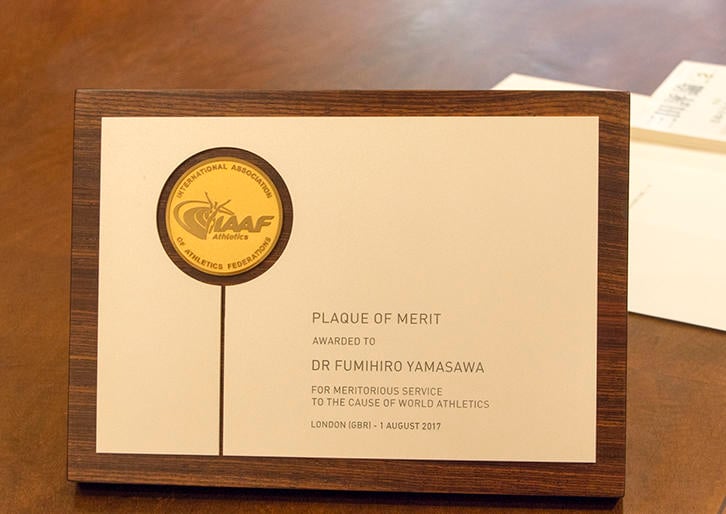 INTERNATIONAL ASSOCIATION
IAAF
Athletics
OF ATHLETICS FEDERATIONS
PLAQUE OF MERIT
AWARDED TO
DR FUMIHIRO YAMASAWA
FOR MERITORIOUS SERVICE
TO THE CAUSE OF WORLD ATHLETICS
LONDON (GBR) - 1 AUGUST 2017